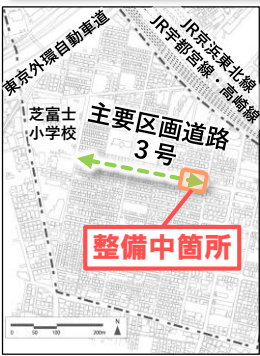 東京外環自動車道
JR京浜東北線
JR宇都宮線・高崎線
芝富士
小学校
主要区画道路
3号
整備中箇所
0 50 100 200m
N